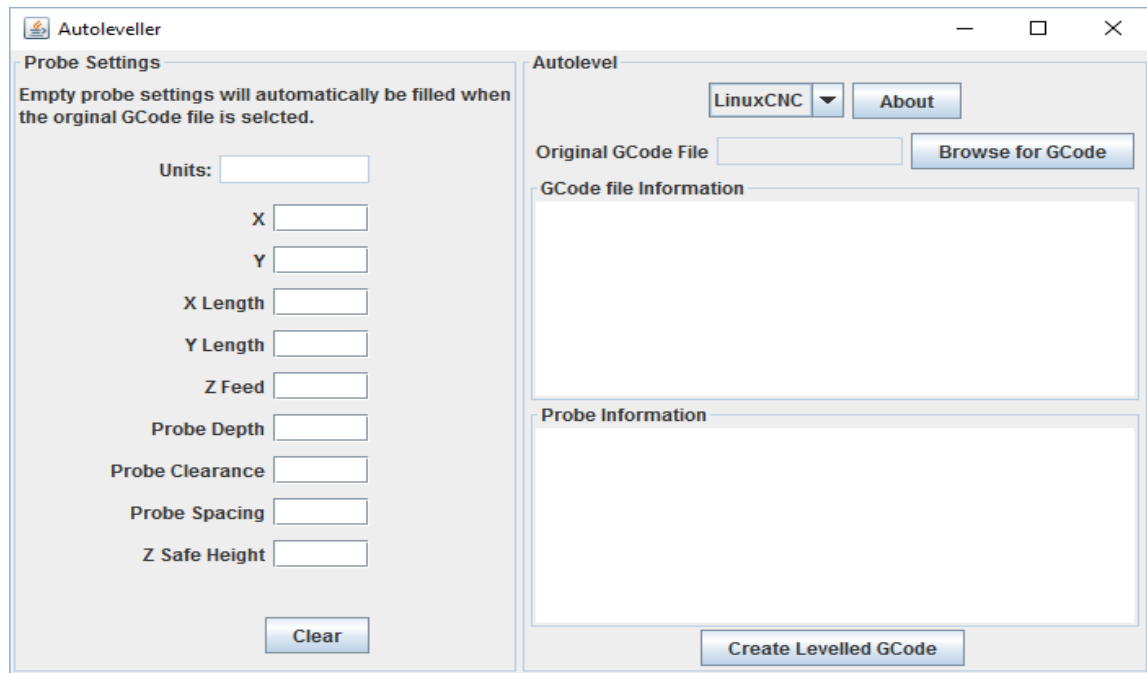 Autoleveller
Probe Settings
Empty probe settings will automatically be filled when
the orginal GCode file is selcted.
Units:
X
Y
X Length
Y Length
Z Feed
Probe Depth
Probe Clearance
Probe Spacing
Z Safe Height
Clear
Autolevel
LinuxCNC About
Original GCode File Browse for GCode
GCode file Information
Probe Information
Create Levelled GCode